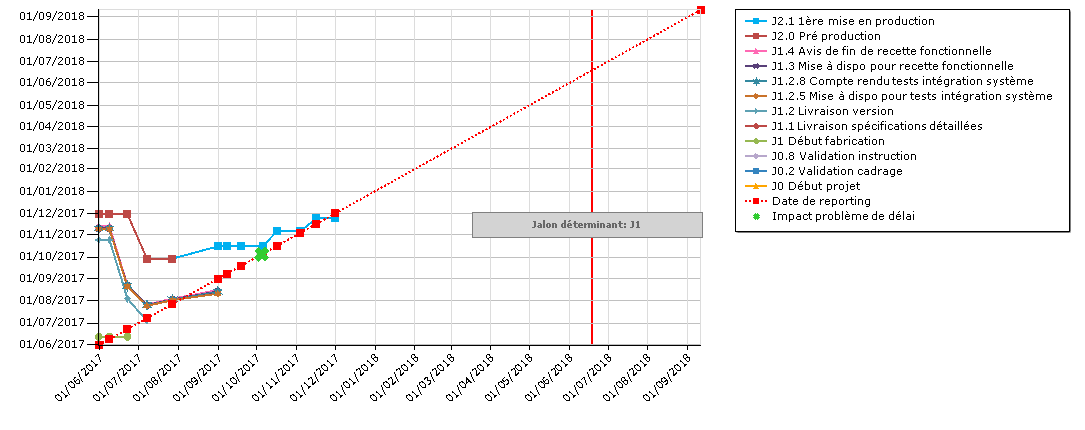 01/09/2018
01/08/2018
01/07/2018
01/06/2018
01/05/2018
01/04/2018
01/03/2018
01/02/2018
01/01/2018
01/12/2017
01/11/2017
01/10/2017
01/09/2017
01/08/2017
01/07/2017
01/06/2017
01/06/2017
01/07/2017
01/08/2017
01/09/2017
01/10/2017
01/11/2017
01/12/2017
01/01/2018
01/02/2018
01/03/2018
01/04/2018
01/05/2018
01/06/2018
01/07/2018
01/08/2018
01/09/2018
Jalon déterminant: J1
J2.1 1ère mise en production
J2.0 Pré production
J1.4 Avis de fin de recette fonctionnelle
J1.3 Mise à dispo pour recette fonctionnelle
J1.2.8 Compte rendu tests intégration système
J1.2.5 Mise à dispo pour tests intégration système
J1.2 Livraison version
J1.1 Livraison spécifications détaillées
J1 Début fabrication
J0.8 Validation instruction
J0.2 Validation cadrage
J0 Début projet
Date de reporting
Impact problème de délai